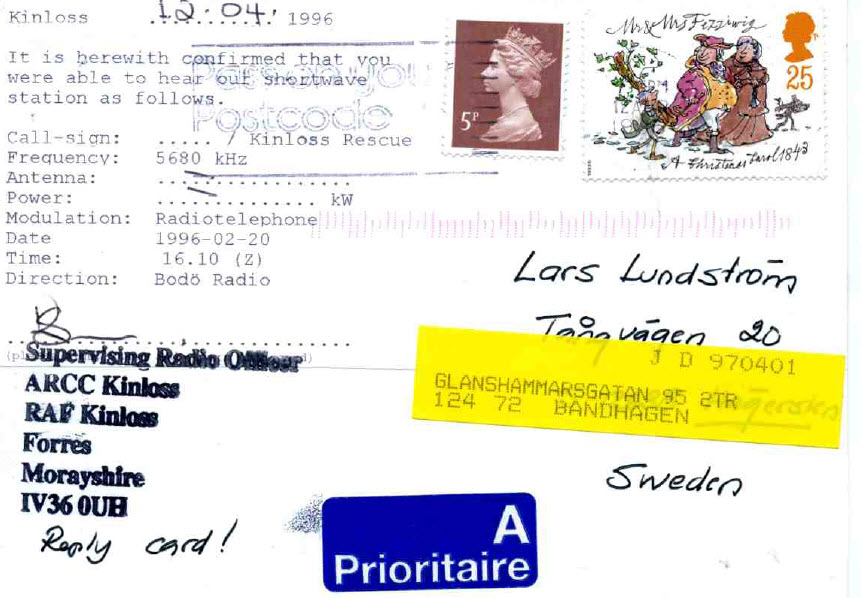 Kinloss 12.04. 1996
It is herewith confirmed that you
were able to hear our shortwave
station as follows.
Call-sign: ..... / Kinloss Rescue
Frequency: 5680 kHz
Antenna: ..................
Power: .............. kW
Modulation: Radiotelephone
Date 1996-02-20
Time: 16.10 (Z)
Direction: Bodö Radio
Supervising Radio Officer
ARCC Kinloss
RAF Kinloss
Forres
Morayshire
IV36 0UH
Reply card!
Postcode
5P
Mr & Mrs Fezziwig
25
A Christmas Carol 1843
Lars Lundström
Tångvägen 20
J D 970401
GLANSHAMMARSGATAN 95 2TR
124 72 BANDHAGEN
Hägersten
Sweden
A
Prioritaire